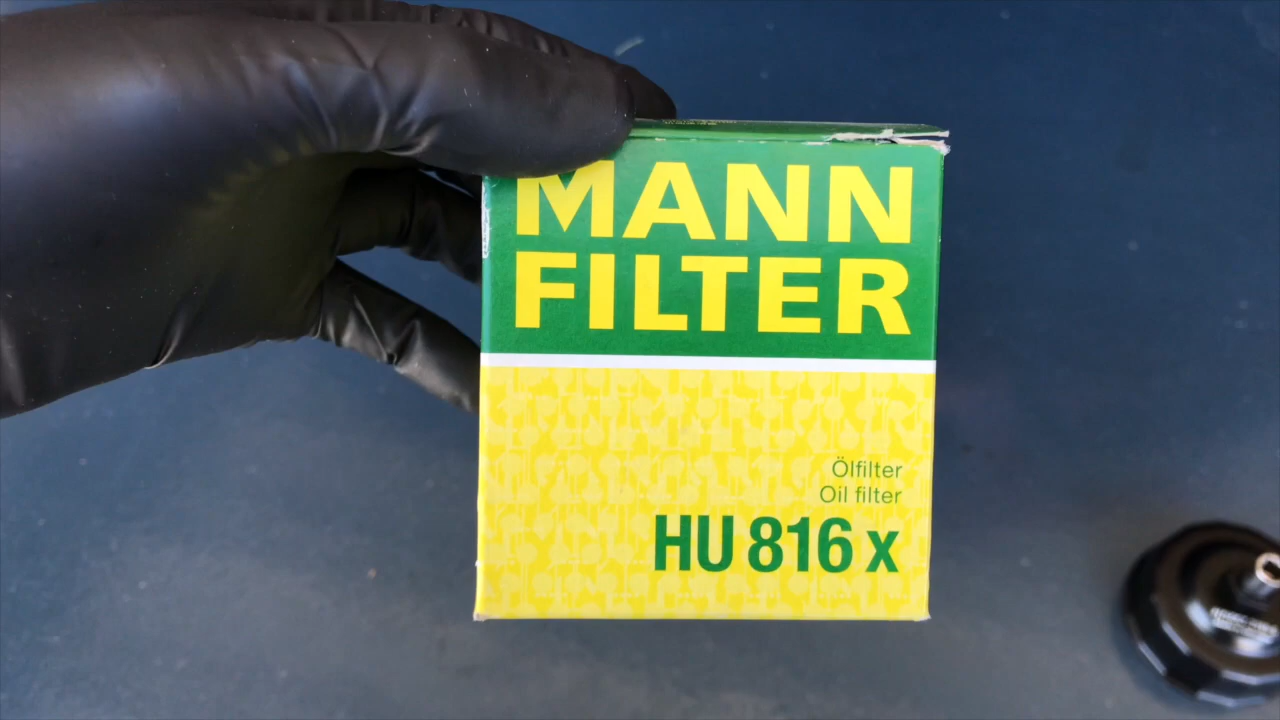 MANN
FILTER
Ölfilter
Oil filter
HU 816 x